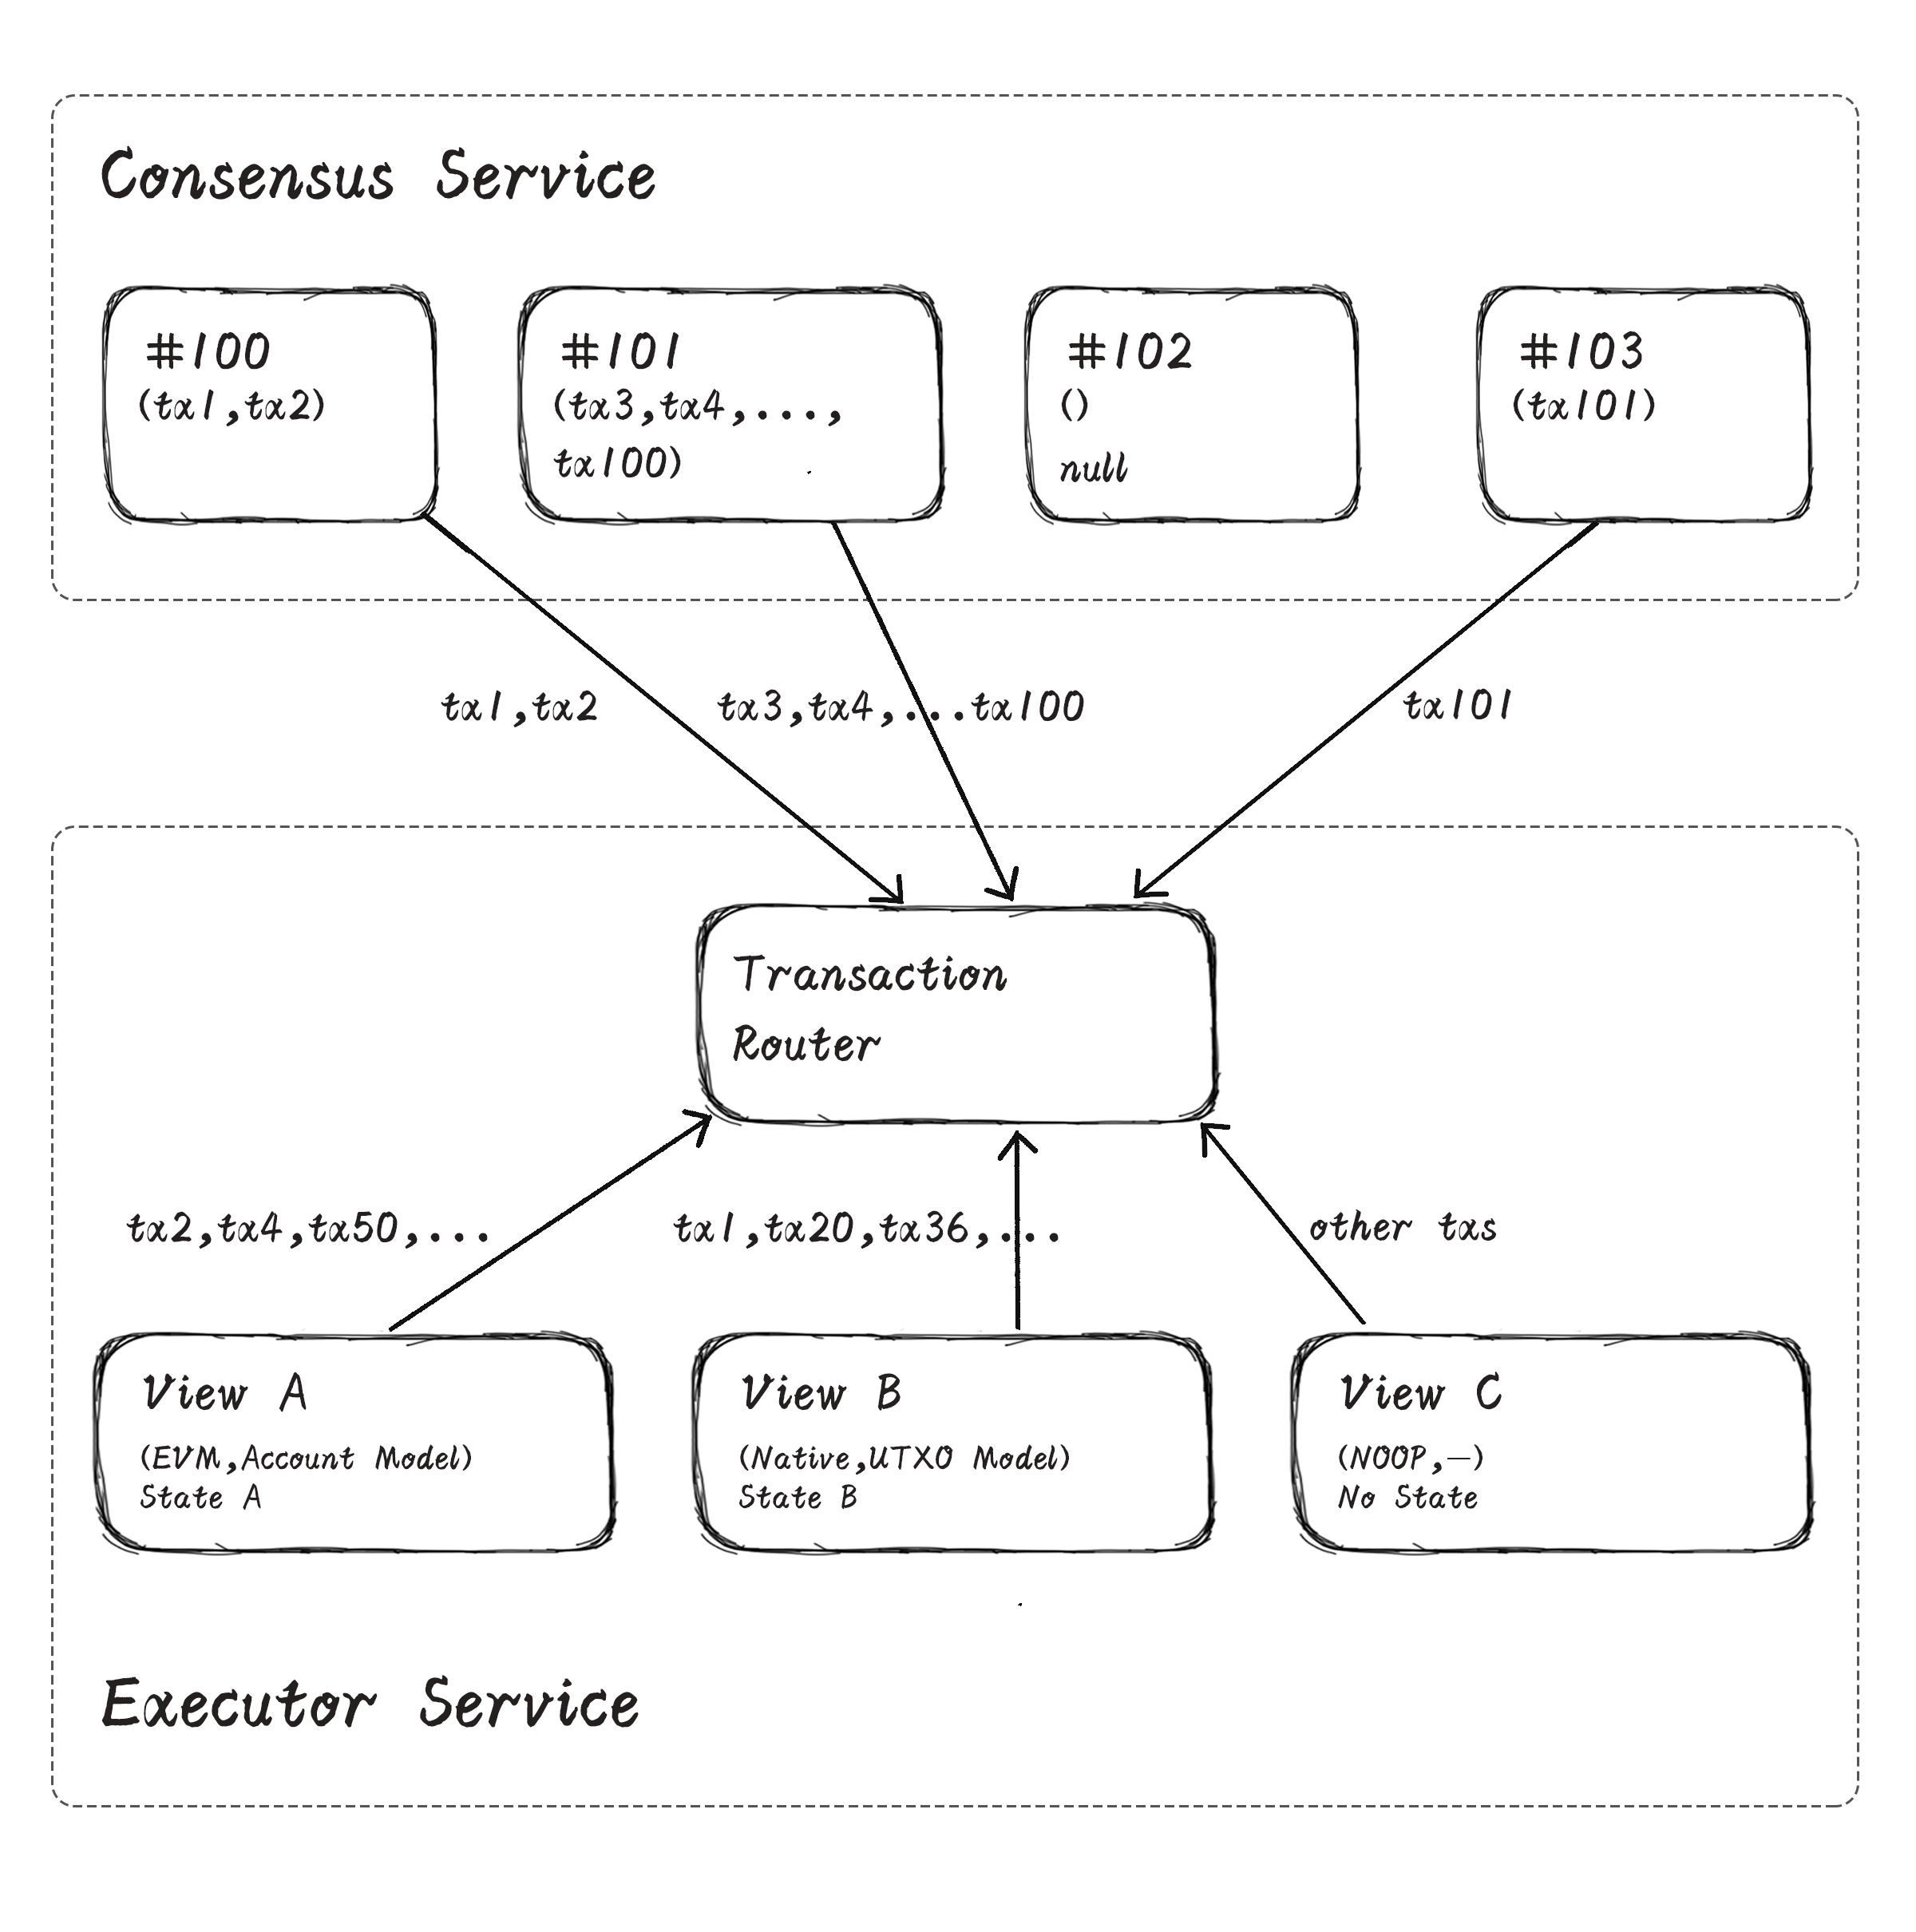 Consensus Service
#100
(tx1,tx2)
#101
(tx3,tx4,...,
tx100)
#102
()
null
#103
(tx101)
tx1,tx2
tx3,tx4,...tx100
tx101
Transaction
Router
tx2,tx4,tx50,...
tx1,tx20,tx36,...
other txs
View A
(EVM,Account Model)
State A
View B
(Native,UTXO Model)
State B
View C
(NOOP,—)
No State
Executor Service